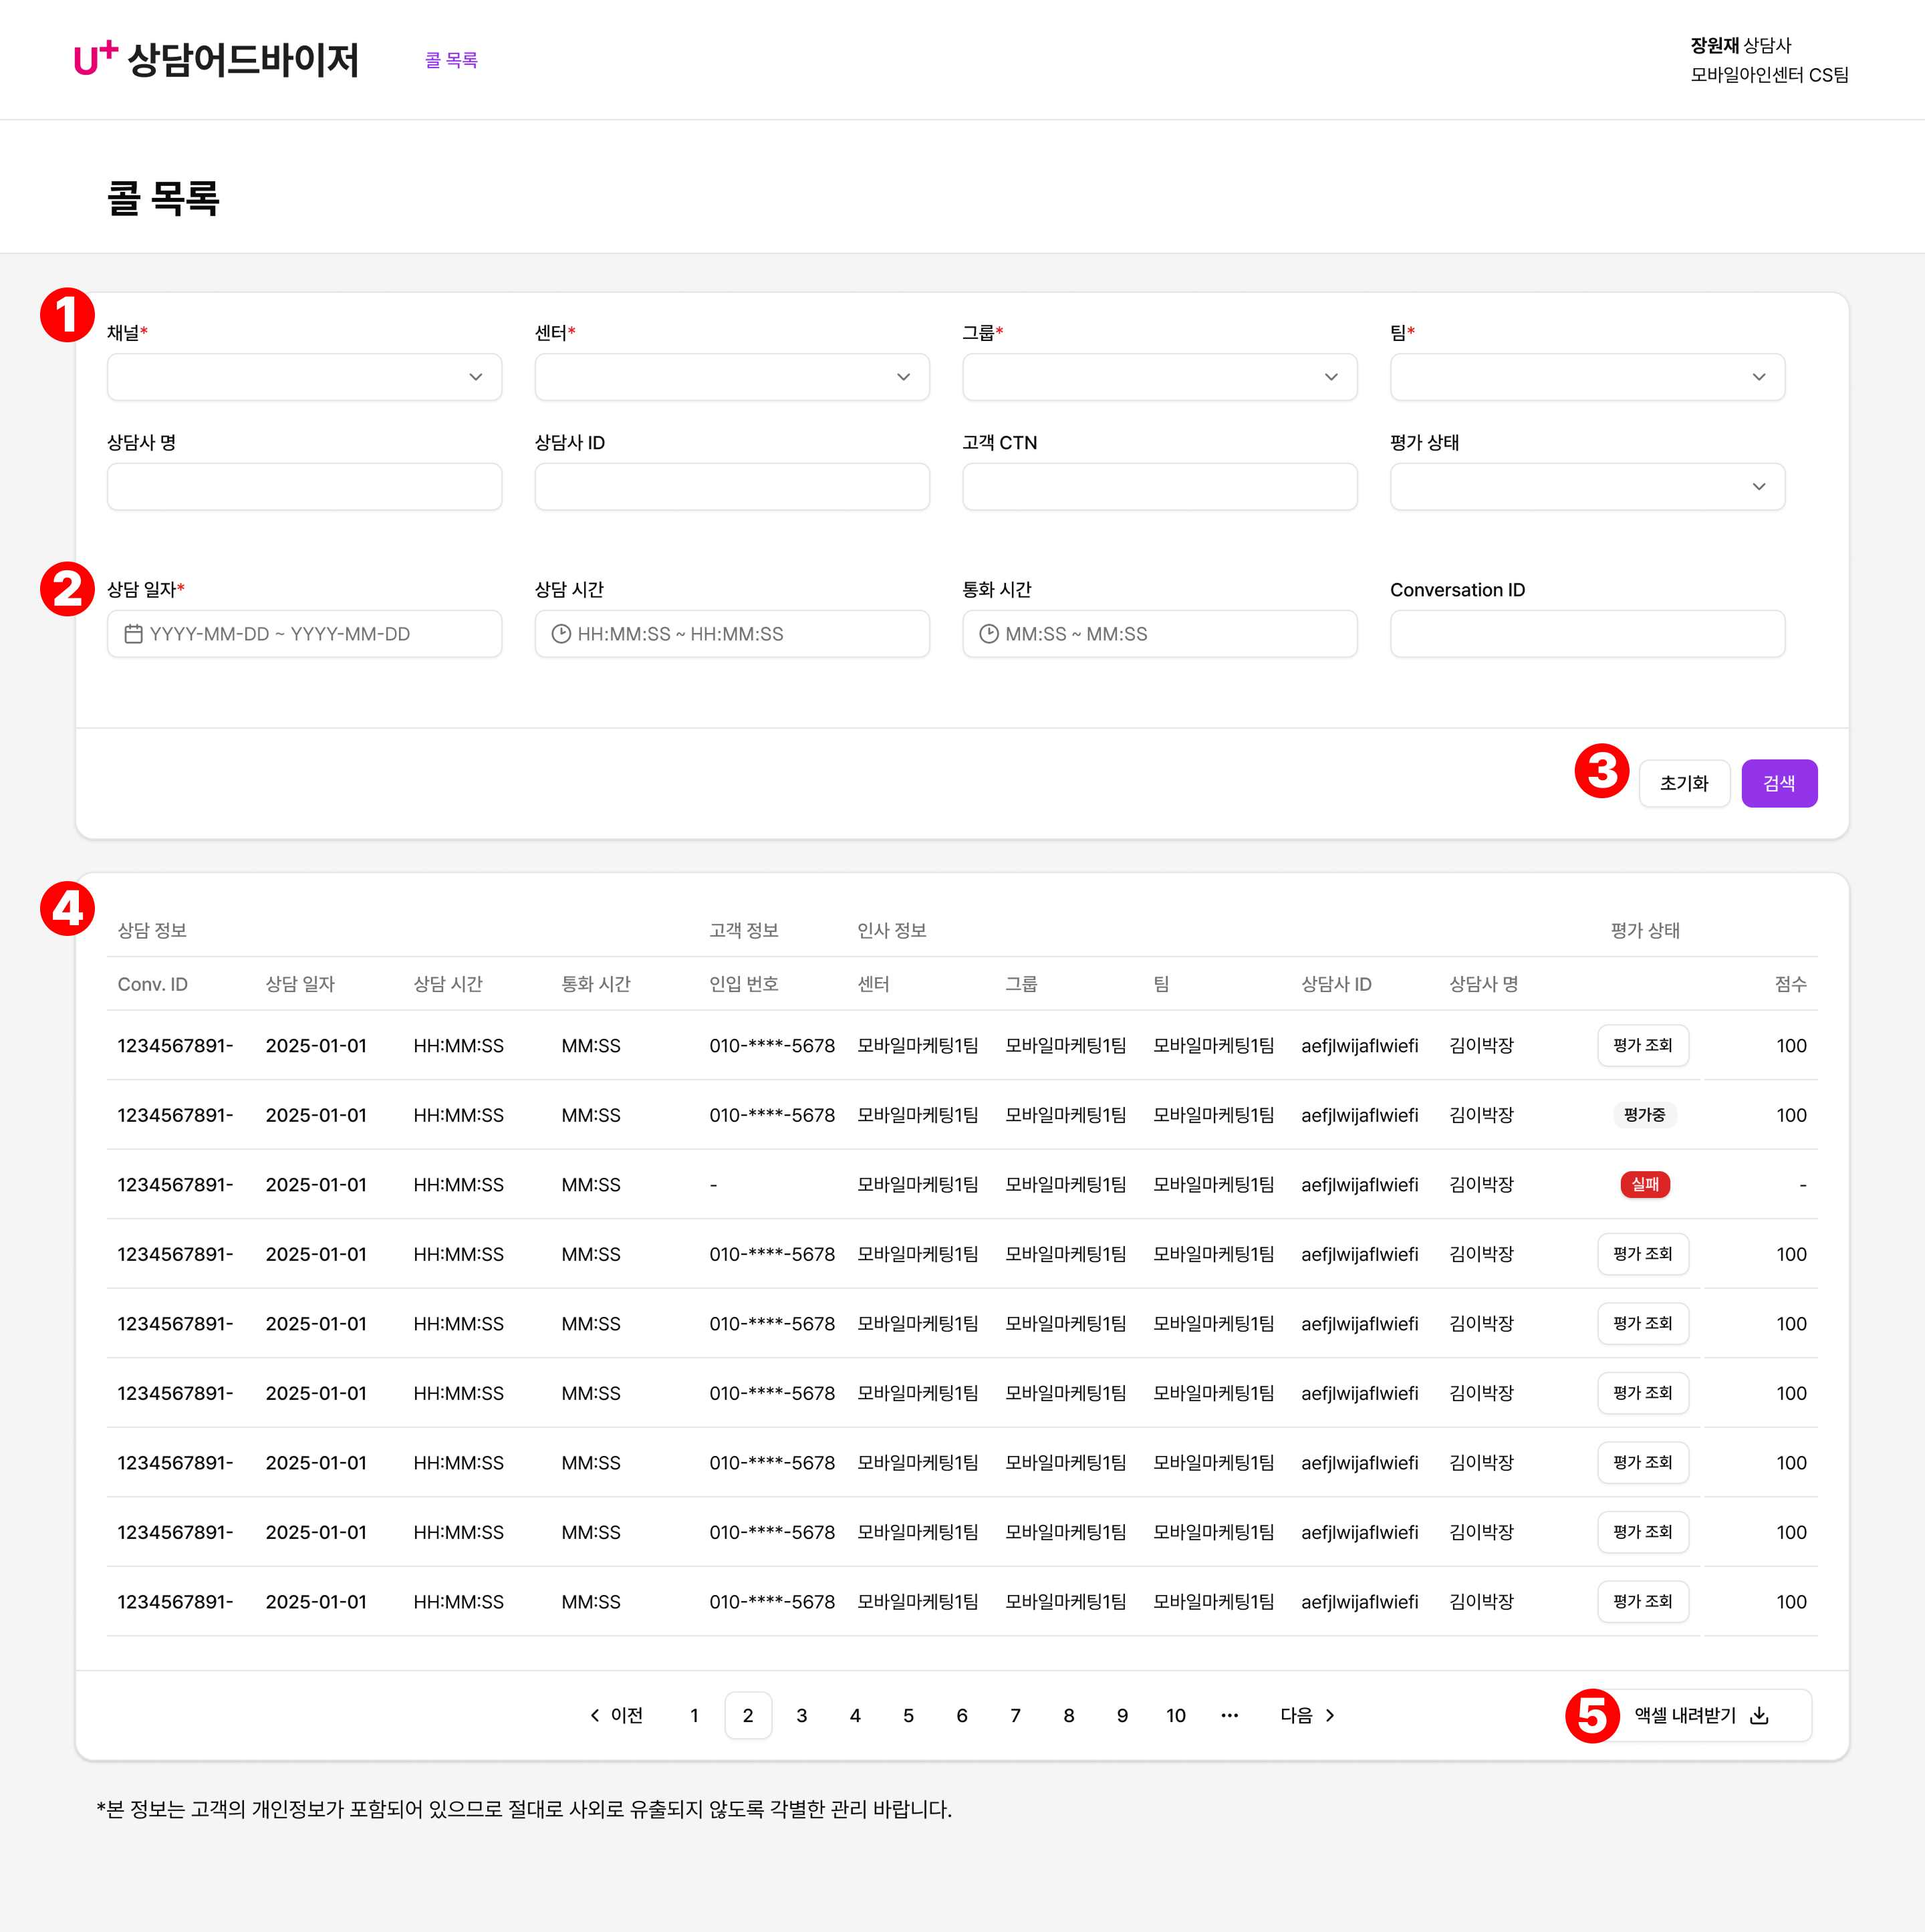 U+ 상담어드바이저 콜 목록
장원재 상담사
모바일아인센터 CS팀
콜 목록
1
채널* 센터* 그룹* 팀*
상담사 명 상담사 ID 고객 CTN 평가 상태
2
상담 일자* 상담 시간 통화 시간 Conversation ID
YYYY-MM-DD ~ YYYY-MM-DD HH:MM:SS ~ HH:MM:SS MM:SS ~ MM:SS
3 초기화 검색
4
상담 정보 고객 정보 인사 정보 평가 상태
Conv. ID 상담 일자 상담 시간 통화 시간 인입 번호 센터 그룹 팀 상담사 ID 상담사 명 점수
1234567891- 2025-01-01 HH:MM:SS MM:SS 010-****-5678 모바일마케팅1팀 모바일마케팅1팀 모바일마케팅1팀 aefjlwijaflwiefi 김이박장 평가 조회 100
1234567891- 2025-01-01 HH:MM:SS MM:SS 010-****-5678 모바일마케팅1팀 모바일마케팅1팀 모바일마케팅1팀 aefjlwijaflwiefi 김이박장 평가중 100
1234567891- 2025-01-01 HH:MM:SS MM:SS - 모바일마케팅1팀 모바일마케팅1팀 모바일마케팅1팀 aefjlwijaflwiefi 김이박장 실패 -
1234567891- 2025-01-01 HH:MM:SS MM:SS 010-****-5678 모바일마케팅1팀 모바일마케팅1팀 모바일마케팅1팀 aefjlwijaflwiefi 김이박장 평가 조회 100
1234567891- 2025-01-01 HH:MM:SS MM:SS 010-****-5678 모바일마케팅1팀 모바일마케팅1팀 모바일마케팅1팀 aefjlwijaflwiefi 김이박장 평가 조회 100
1234567891- 2025-01-01 HH:MM:SS MM:SS 010-****-5678 모바일마케팅1팀 모바일마케팅1팀 모바일마케팅1팀 aefjlwijaflwiefi 김이박장 평가 조회 100
1234567891- 2025-01-01 HH:MM:SS MM:SS 010-****-5678 모바일마케팅1팀 모바일마케팅1팀 모바일마케팅1팀 aefjlwijaflwiefi 김이박장 평가 조회 100
1234567891- 2025-01-01 HH:MM:SS MM:SS 010-****-5678 모바일마케팅1팀 모바일마케팅1팀 모바일마케팅1팀 aefjlwijaflwiefi 김이박장 평가 조회 100
1234567891- 2025-01-01 HH:MM:SS MM:SS 010-****-5678 모바일마케팅1팀 모바일마케팅1팀 모바일마케팅1팀 aefjlwijaflwiefi 김이박장 평가 조회 100
이전 1 2 3 4 5 6 7 8 9 10 ··· 다음 5 액셀 내려받기
*본 정보는 고객의 개인정보가 포함되어 있으므로 절대로 사외로 유출되지 않도록 각별한 관리 바랍니다.